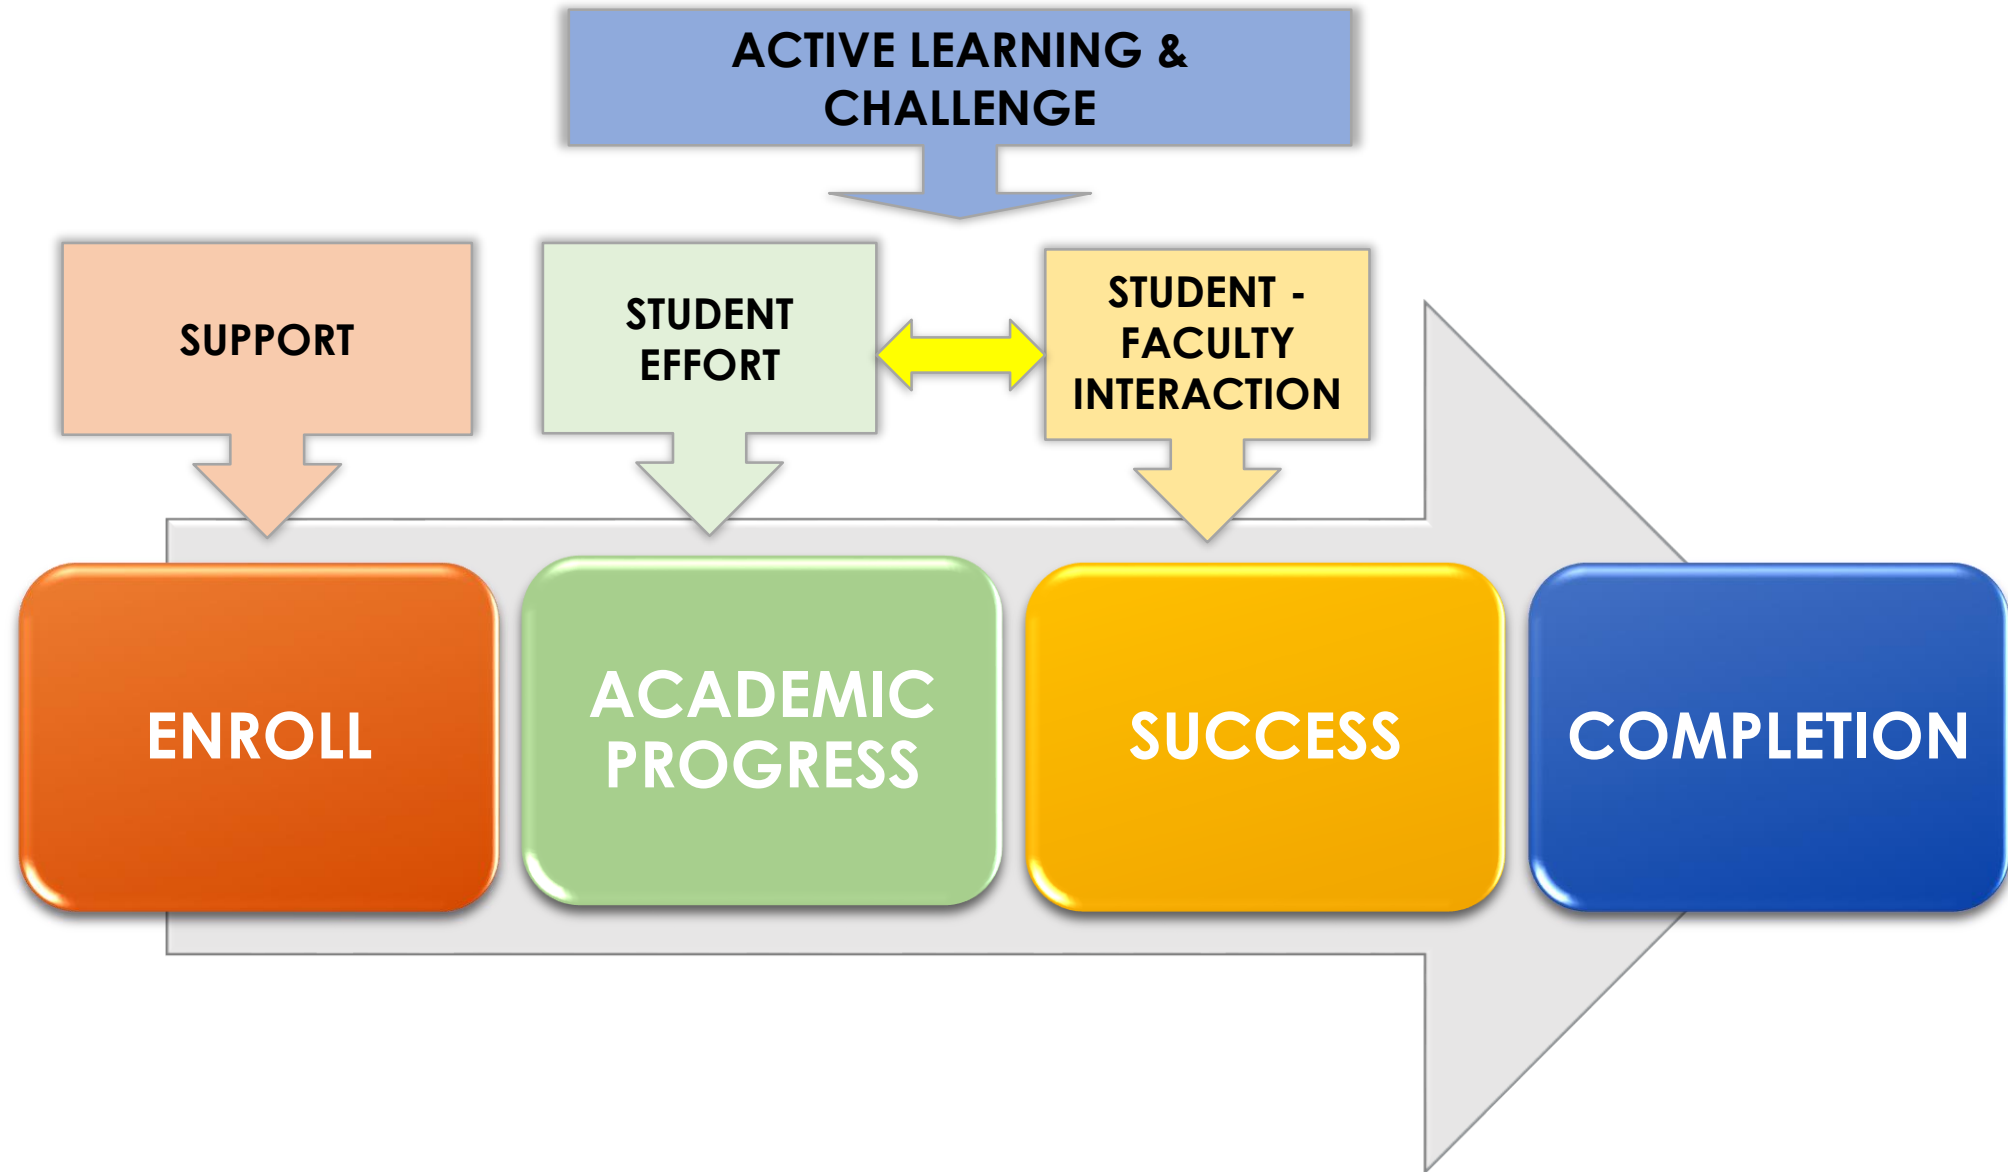 ACTIVE LEARNING &
CHALLENGE
SUPPORT
STUDENT
EFFORT
STUDENT -
FACULTY
INTERACTION
ENROLL
ACADEMIC
PROGRESS
SUCCESS
COMPLETION